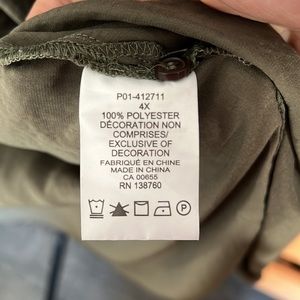 P01-412711
4X
100% POLYESTER
DÉCORATION NON
COMPRISES/
EXCLUSIVE OF
DECORATION
FABRIQUÉ EN CHINE
MADE IN CHINA
CA 00655
RN 138760
P